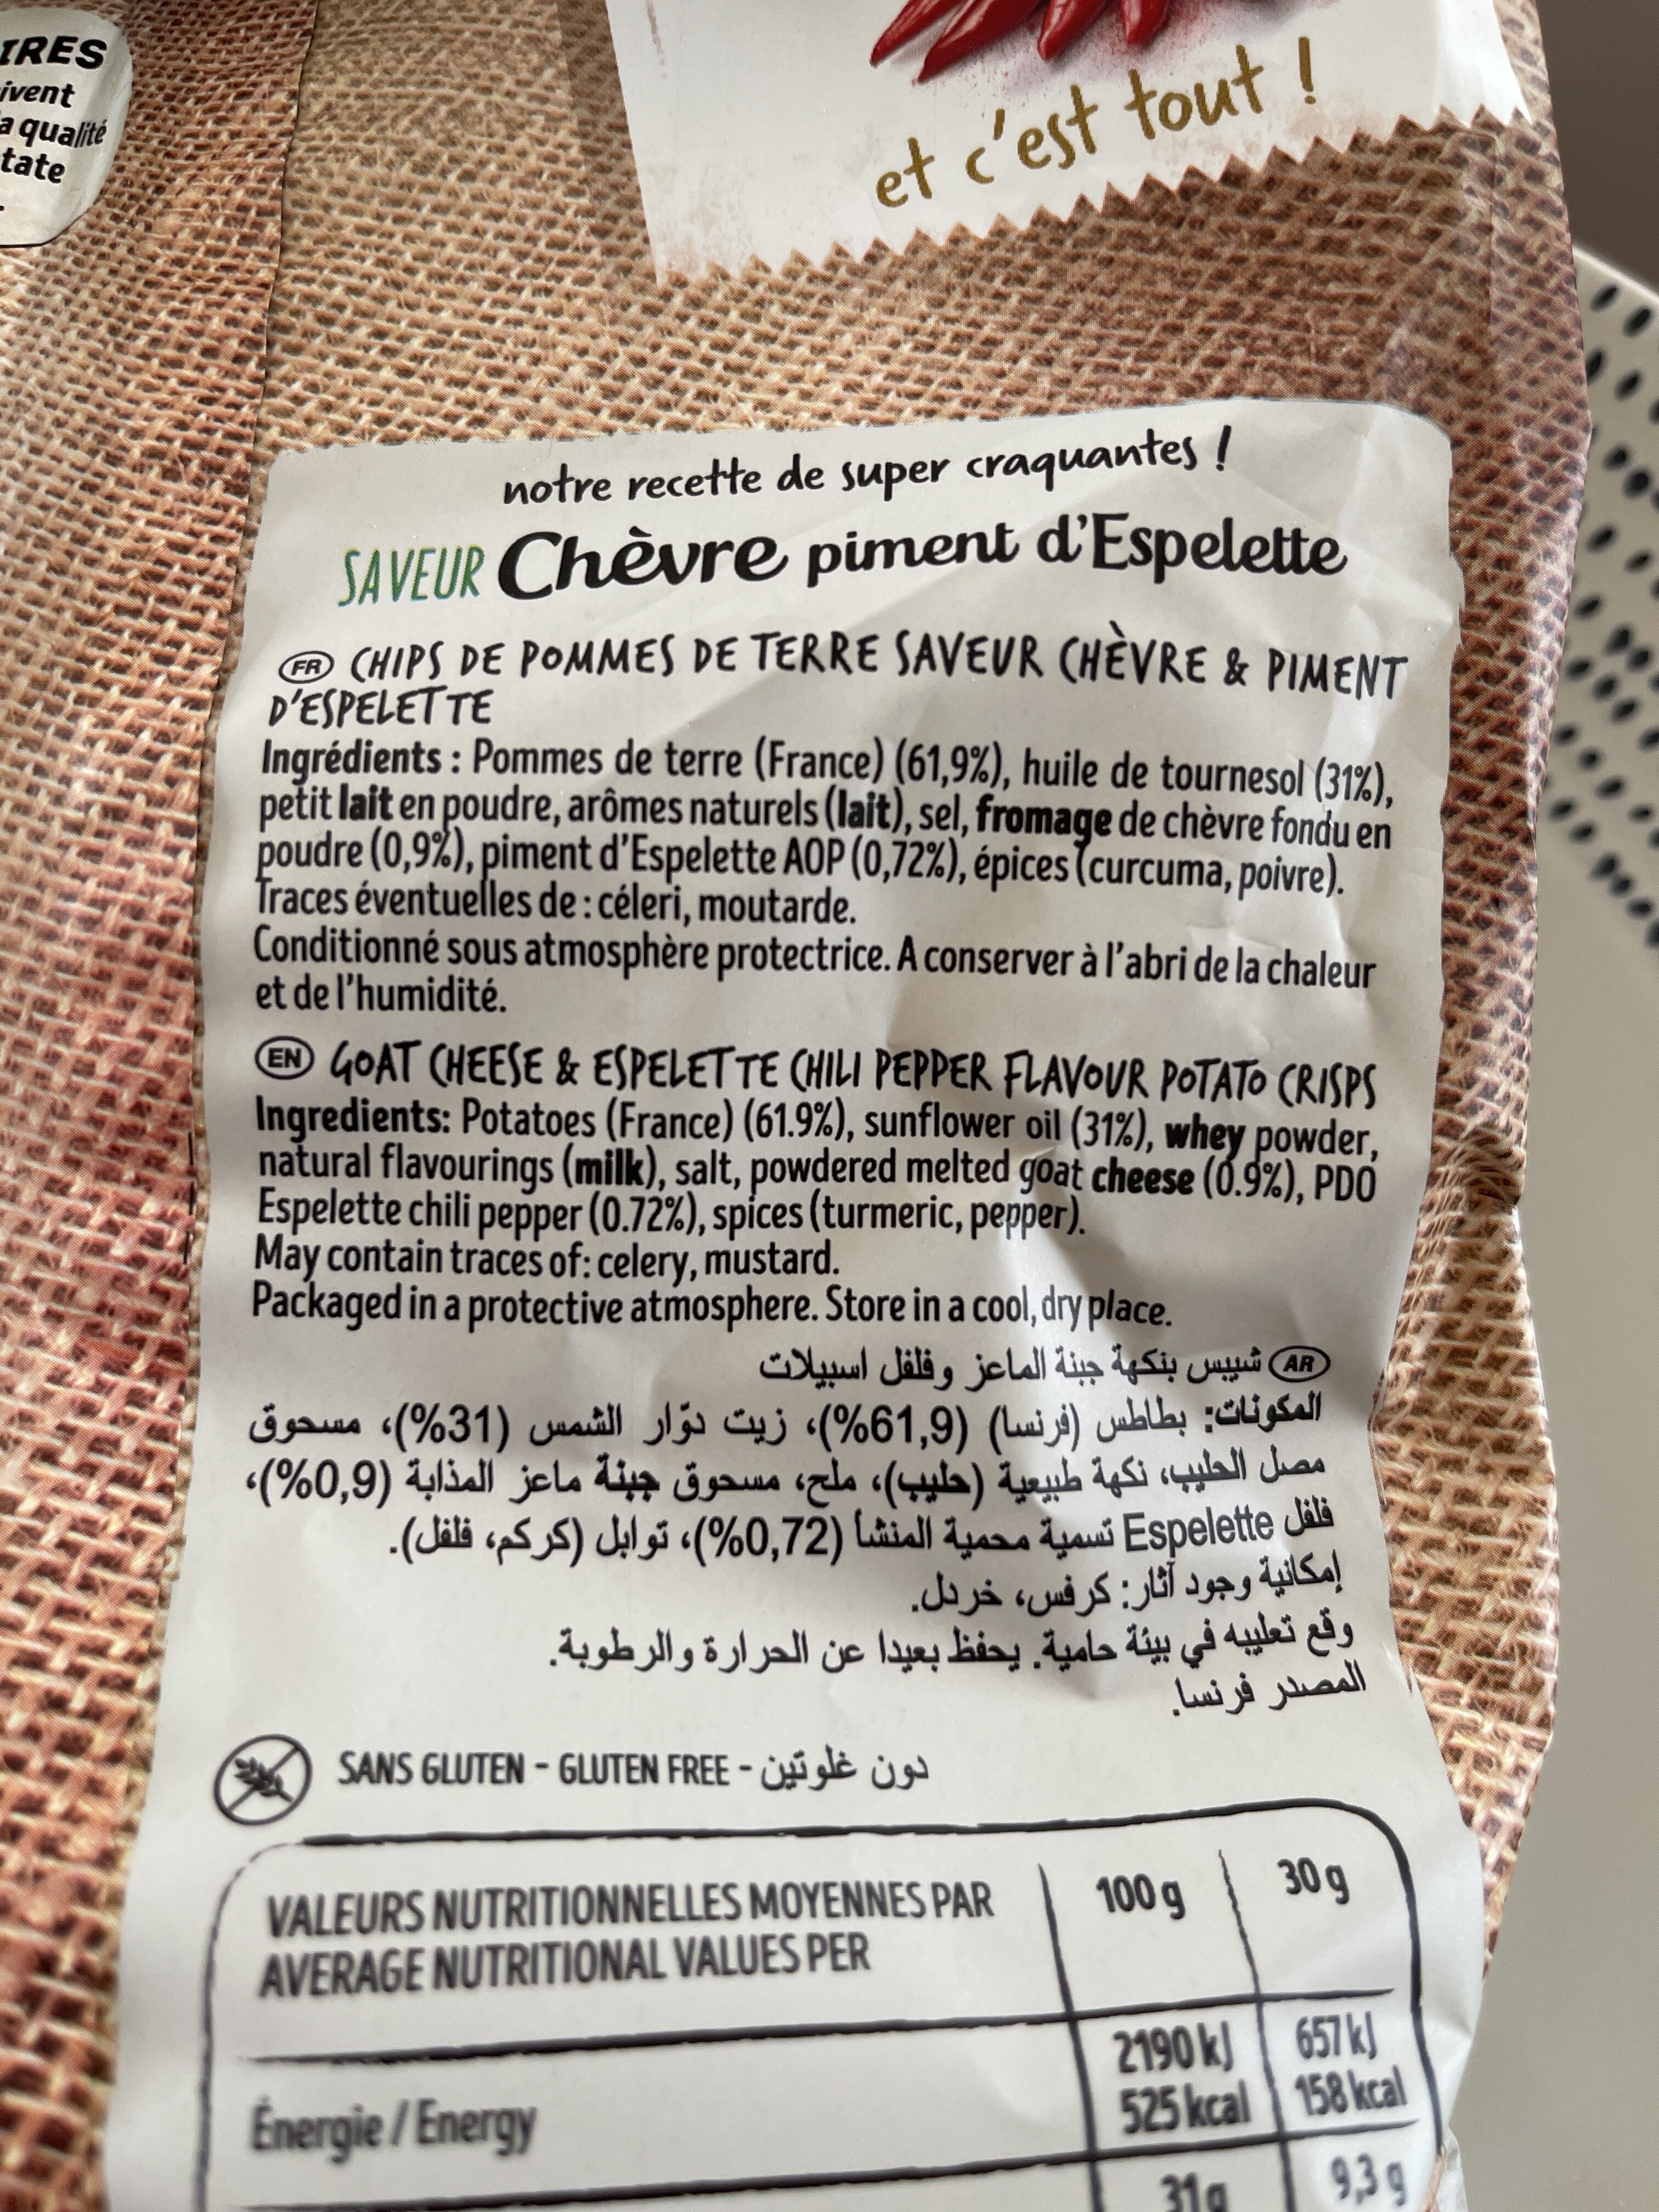 IRES
ivent
a qualité
tate
et c'est tout !
notre recette de super craquantes !
SAVEUR Chèvre piment d'Espelette
FR CHIPS DE POMMES DE TERRE SAVEUR CHÈVRE & PIMENT
D'ESPELETTE
Ingrédients : Pommes de terre (France) (61,9%), huile de tournesol (31%),
petit lait en poudre, arômes naturels (lait), sel, fromage de chèvre fondu en
poudre (0,9%), piment d'Espelette AOP (0,72%), épices (curcuma, poivre).
Traces éventuelles de : céleri, moutarde.
Conditionné sous atmosphère protectrice. A conserver à l'abri de la chaleur
et de l'humidité.
EN GOAT CHEESE & ESPELETTE CHILI PEPPER FLAVOUR POTATO CRISPS
Ingredients: Potatoes (France) (61.9%), sunflower oil (31%), whey powder,
natural flavourings (milk), salt, powdered melted goat cheese (0.9%), PDO
Espelette chili pepper (0.72%), spices (turmeric, pepper).
May contain traces of: celery, mustard.
Packaged in a protective atmosphere. Store in a cool, dry place.
AR شيبس بنكهة جبنة الماعز وفلفل اسبيلات
المكونات: بطاطس (فرنسا) (61,9%)، زيت دوّار الشمس (31%)، مسحوق
مصل الحليب، نكهة طبيعية (حليب)، ملح، مسحوق جبنة ماعز المذابة (0,9%)،
فلفل Espelette تسمية محمية المنشأ (0,72%)، توابل (كركم، فلفل).
إمكانية وجود آثار: كرفس، خردل.
وقع تعليبه في بيئة حامية. يحفظ بعيدا عن الحرارة والرطوبة.
المصدر فرنسا.
SANS GLUTEN - GLUTEN FREE - دون غلوتين
VALEURS NUTRITIONNELLES MOYENNES PAR 100 g 30 g
AVERAGE NUTRITIONAL VALUES PER
2190 kJ 657 kJ
Énergie / Energy 525 kcal 158 kcal
31g 9,3 g